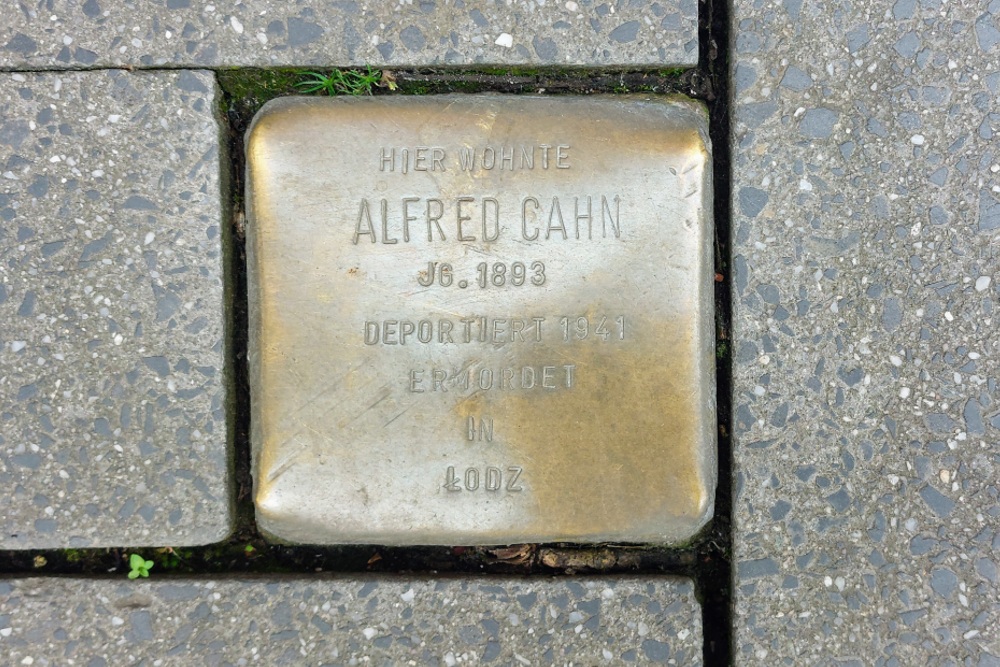 HIER WOHNTE
ALFRED CAHN
JG. 1893
DEPORTIERT 1941
ERMORDET
IN
ŁODZ